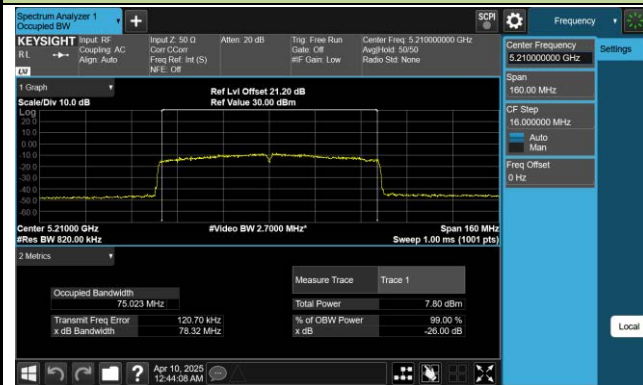 Spectrum Analyzer 1
Occupied BW
SCPI
Frequency
KEYSIGHT
RL
Input: RF
Coupling: AC
Align: Auto
Input Z: 50 Ω
Corr CCorr
Freq Ref: Int (S)
NFE: Off
Atten: 20 dB
Trig: Free Run
Gate: Off
#IF Gain: Low
Center Freq: 5.210000000 GHz
Avg|Hold: 50/50
Radio Std: None
LXI
Center Frequency
5.210000000 GHz
Settings
Span
160.00 MHz
CF Step
16.000000 MHz
Auto
Man
Freq Offset
0 Hz
Local
1 Graph
Scale/Div 10.0 dB
Ref Lvl Offset 21.20 dB
Ref Value 30.00 dBm
Log
20.0
10.0
0.00
-10.0
-20.0
-30.0
-40.0
-50.0
-60.0
Center 5.21000 GHz
#Video BW 2.7000 MHz*
Span 160 MHz
#Res BW 820.00 kHz
Sweep 1.00 ms (1001 pts)
2 Metrics
Measure Trace
Trace 1
Occupied Bandwidth
75.023 MHz
Total Power
7.80 dBm
Transmit Freq Error
120.70 kHz
% of OBW Power
99.00 %
x dB Bandwidth
78.32 MHz
x dB
-26.00 dB
?
Apr 10, 2025
12:44:08 AM